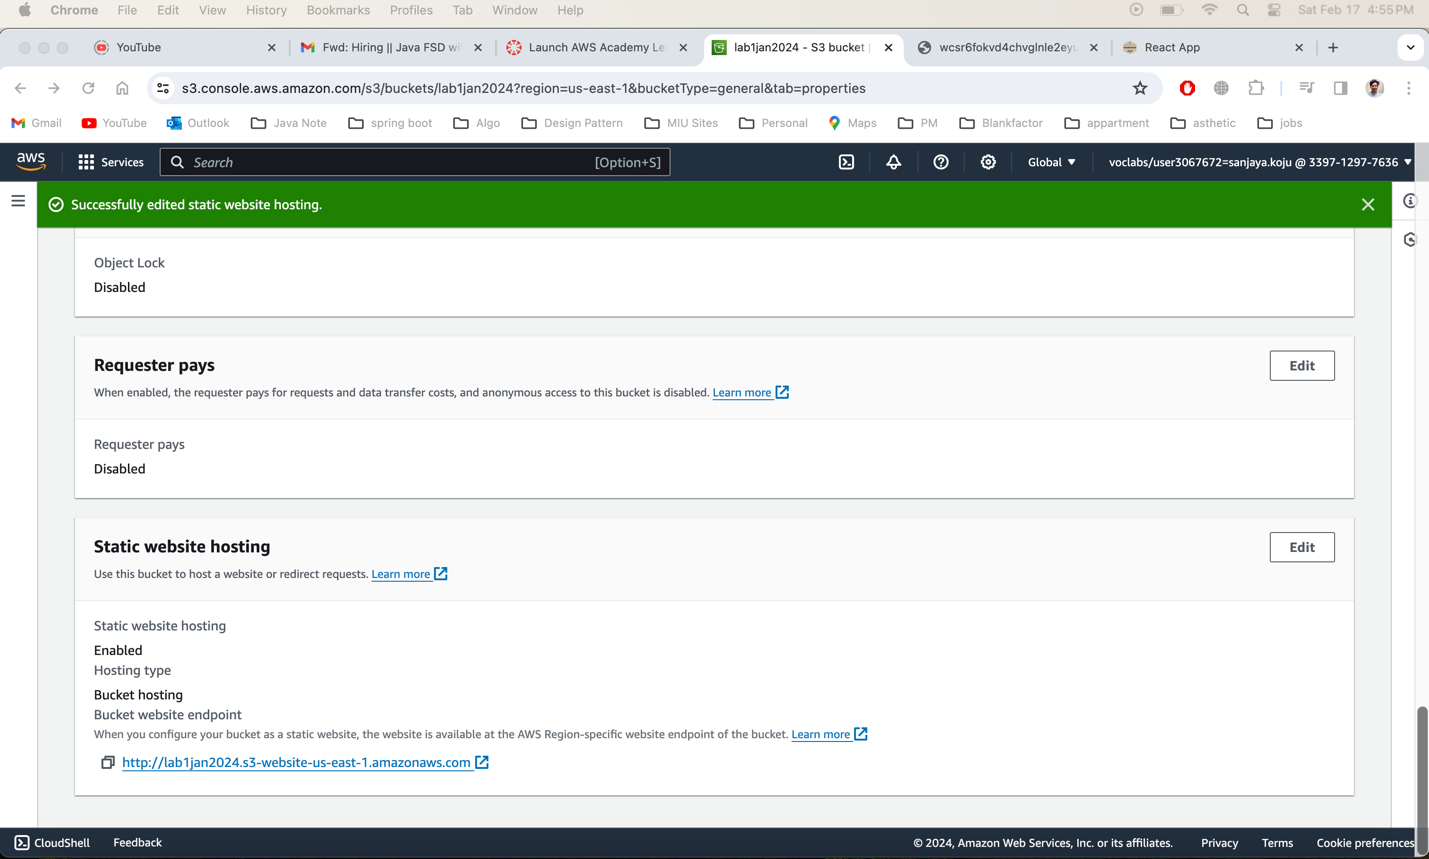 Chrome File Edit View History Bookmarks Profiles Tab Window Help Sat Feb 17 4:55 PM
YouTube Fwd: Hiring || Java FSD wi Launch AWS Academy Le lab1jan2024 - S3 bucket | wcsr6fokvd4chvglnle2eyu React App
s3.console.aws.amazon.com/s3/buckets/lab1jan2024?region=us-east-1&bucketType=general&tab=properties
Gmail YouTube Outlook Java Note spring boot Algo Design Pattern MIU Sites Personal Maps PM Blankfactor appartment asthetic jobs
aws Services Search [Option+S] Global voclabs/user3067672=sanjaya.koju @ 3397-1297-7636
Successfully edited static website hosting.
Object Lock
Disabled
Requester pays Edit
When enabled, the requester pays for requests and data transfer costs, and anonymous access to this bucket is disabled. Learn more
Requester pays
Disabled
Static website hosting Edit
Use this bucket to host a website or redirect requests. Learn more
Static website hosting
Enabled
Hosting type
Bucket hosting
Bucket website endpoint
When you configure your bucket as a static website, the website is available at the AWS Region-specific website endpoint of the bucket. Learn more
http://lab1jan2024.s3-website-us-east-1.amazonaws.com
CloudShell Feedback © 2024, Amazon Web Services, Inc. or its affiliates. Privacy Terms Cookie preferences